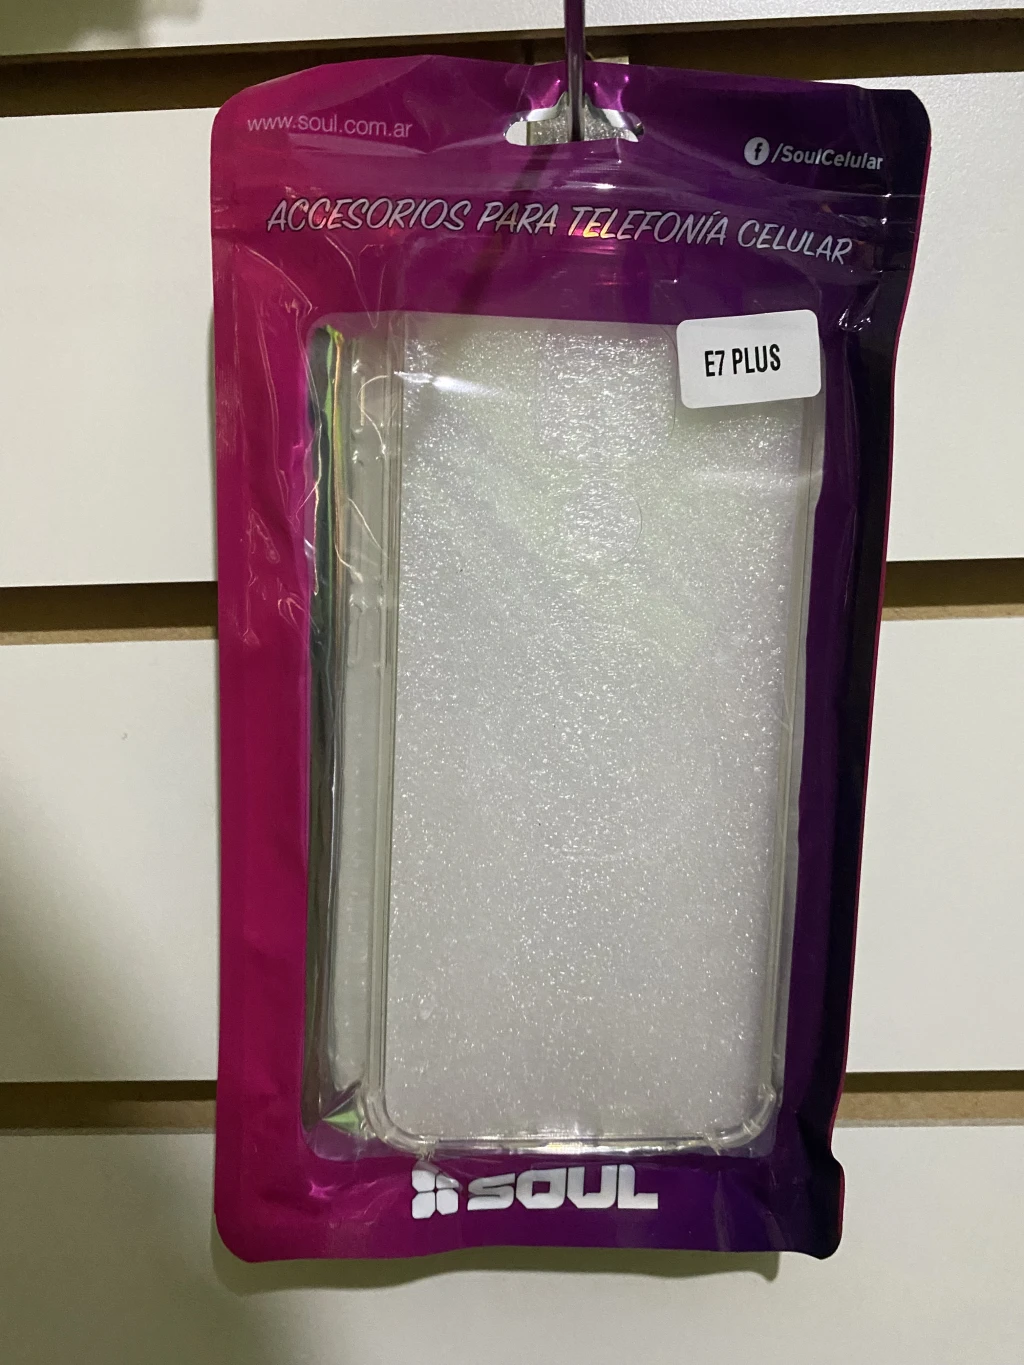 www.soul.com.ar
f /SoulCelular
ACCESORIOS PARA TELEFONÍA CELULAR
E7 PLUS
SOUL